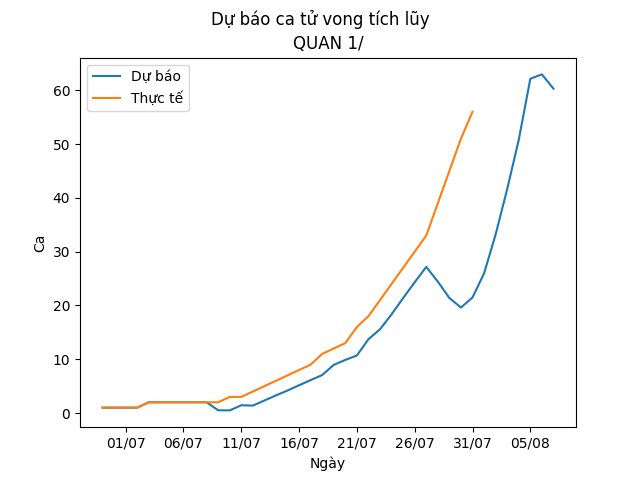 Dự báo ca tử vong tích lũy
QUAN 1/
Dự báo
Thực tế
60
50
40
30
20
10
0
Ca
01/07 06/07 11/07 16/07 21/07 26/07 31/07 05/08
Ngày